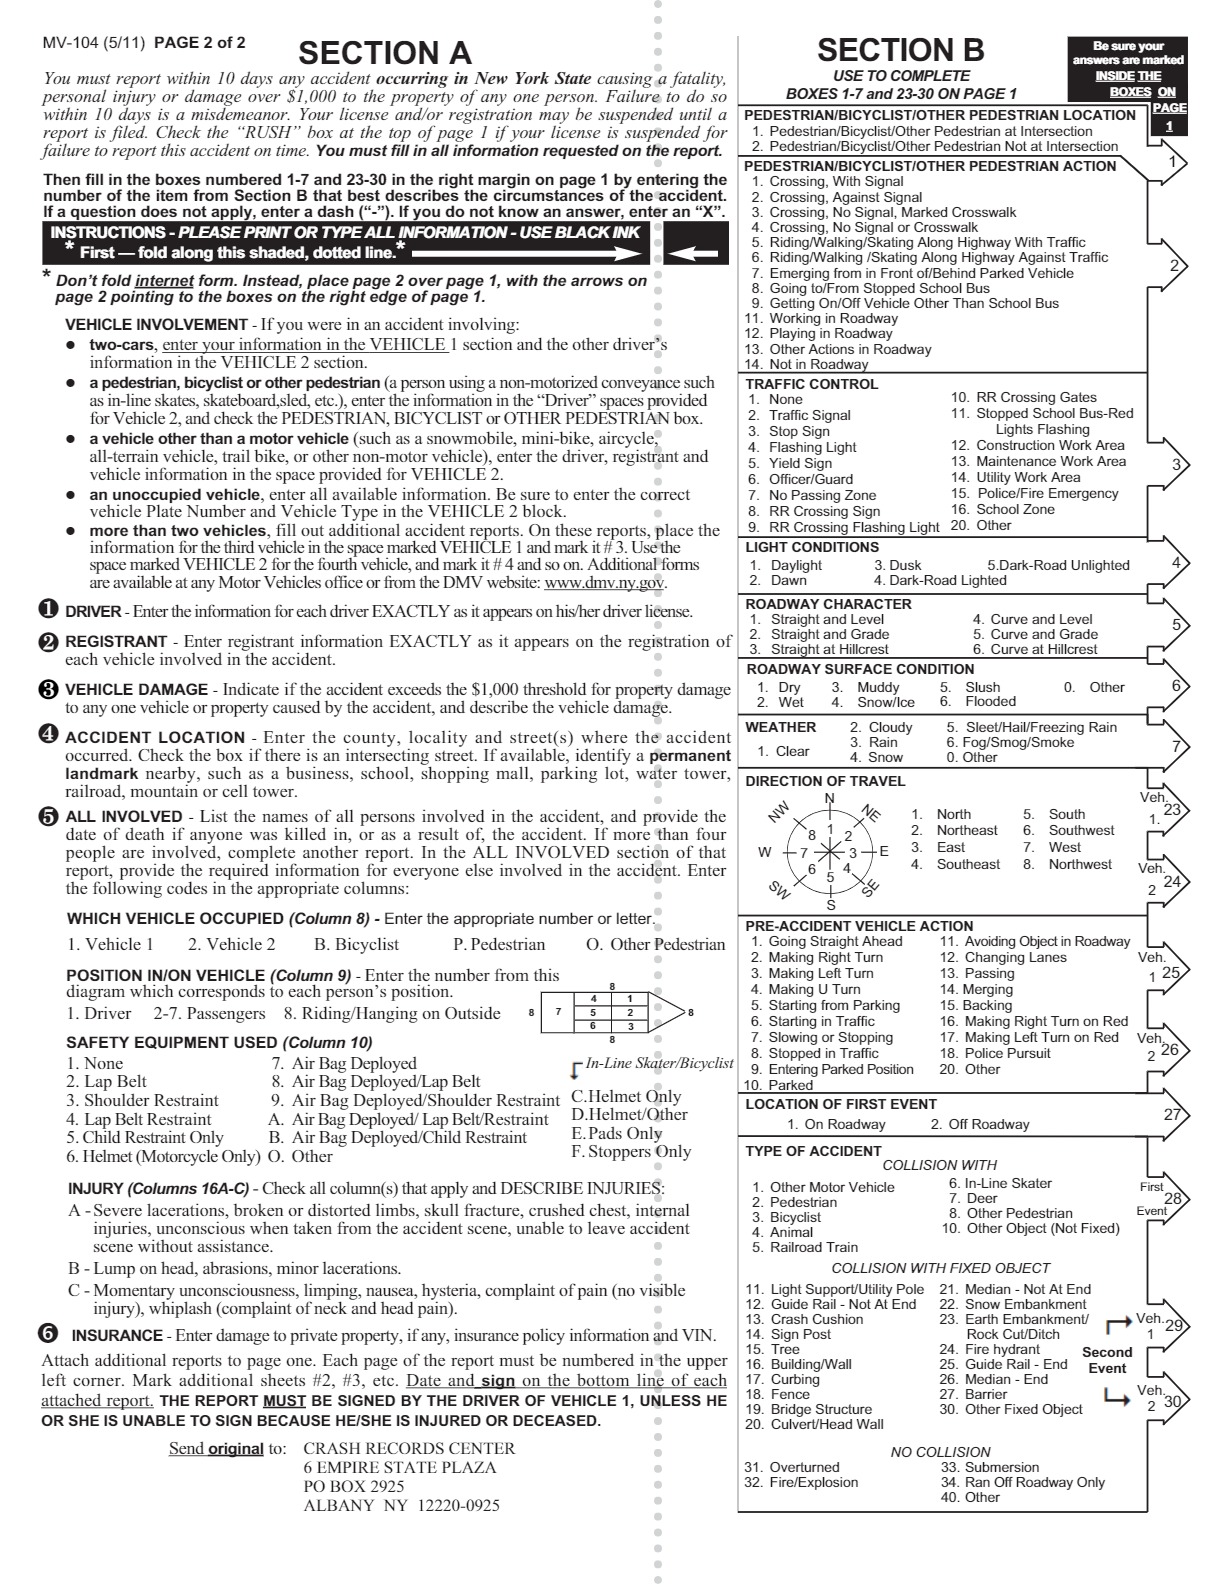 MV-104 (5/11) PAGE 2 of 2
SECTION A
You must report within 10 days any accident occurring in New York State causing a fatality,
personal injury or damage over $1,000 to the property of any one person. Failure to do so
within 10 days is a misdemeanor. Your license and/or registration may be suspended until a
report is filed. Check the “RUSH” box at the top of page 1 if your license is suspended for
failure to report this accident on time. You must fill in all information requested on the report.
Then fill in the boxes numbered 1-7 and 23-30 in the right margin on page 1 by entering the
number of the item from Section B that best describes the circumstances of the accident.
If a question does not apply, enter a dash (“-”). If you do not know an answer, enter an “X”.
INSTRUCTIONS - PLEASE PRINT OR TYPE ALL INFORMATION - USE BLACK INK
* First — fold along this shaded, dotted line.*
* Don’t fold internet form. Instead, place page 2 over page 1, with the arrows on
page 2 pointing to the boxes on the right edge of page 1.
VEHICLE INVOLVEMENT - If you were in an accident involving:
● two-cars, enter your information in the VEHICLE 1 section and the other driver’s
information in the VEHICLE 2 section.
● a pedestrian, bicyclist or other pedestrian (a person using a non-motorized conveyance such
as in-line skates, skateboard,sled, etc.), enter the information in the “Driver” spaces provided
for Vehicle 2, and check the PEDESTRIAN, BICYCLIST or OTHER PEDESTRIAN box.
● a vehicle other than a motor vehicle (such as a snowmobile, mini-bike, aircycle,
all-terrain vehicle, trail bike, or other non-motor vehicle), enter the driver, registrant and
vehicle information in the space provided for VEHICLE 2.
● an unoccupied vehicle, enter all available information. Be sure to enter the correct
vehicle Plate Number and Vehicle Type in the VEHICLE 2 block.
● more than two vehicles, fill out additional accident reports. On these reports, place the
information for the third vehicle in the space marked VEHICLE 1 and mark it # 3. Use the
space marked VEHICLE 2 for the fourth vehicle, and mark it # 4 and so on. Additional forms
are available at any Motor Vehicles office or from the DMV website: www.dmv.ny.gov.
❶ DRIVER - Enter the information for each driver EXACTLY as it appears on his/her driver license.
❷ REGISTRANT - Enter registrant information EXACTLY as it appears on the registration of
each vehicle involved in the accident.
❸ VEHICLE DAMAGE - Indicate if the accident exceeds the $1,000 threshold for property damage
to any one vehicle or property caused by the accident, and describe the vehicle damage.
❹ ACCIDENT LOCATION - Enter the county, locality and street(s) where the accident
occurred. Check the box if there is an intersecting street. If available, identify a permanent
landmark nearby, such as a business, school, shopping mall, parking lot, water tower,
railroad, mountain or cell tower.
❺ ALL INVOLVED - List the names of all persons involved in the accident, and provide the
date of death if anyone was killed in, or as a result of, the accident. If more than four
people are involved, complete another report. In the ALL INVOLVED section of that
report, provide the required information for everyone else involved in the accident. Enter
the following codes in the appropriate columns:
WHICH VEHICLE OCCUPIED (Column 8) - Enter the appropriate number or letter.
1. Vehicle 1 2. Vehicle 2 B. Bicyclist P. Pedestrian O. Other Pedestrian
POSITION IN/ON VEHICLE (Column 9) - Enter the number from this
diagram which corresponds to each person’s position.
1. Driver 2-7. Passengers 8. Riding/Hanging on Outside
8
4 1
8 7 5 2 8
6 3
8
SAFETY EQUIPMENT USED (Column 10)
1. None 7. Air Bag Deployed
2. Lap Belt 8. Air Bag Deployed/Lap Belt
3. Shoulder Restraint 9. Air Bag Deployed/Shoulder Restraint
4. Lap Belt Restraint A. Air Bag Deployed/ Lap Belt/Restraint
5. Child Restraint Only B. Air Bag Deployed/Child Restraint
6. Helmet (Motorcycle Only) O. Other
In-Line Skater/Bicyclist
C.Helmet Only
D.Helmet/Other
E.Pads Only
F. Stoppers Only
INJURY (Columns 16A-C) - Check all column(s) that apply and DESCRIBE INJURIES:
A - Severe lacerations, broken or distorted limbs, skull fracture, crushed chest, internal
injuries, unconscious when taken from the accident scene, unable to leave accident
scene without assistance.
B - Lump on head, abrasions, minor lacerations.
C - Momentary unconsciousness, limping, nausea, hysteria, complaint of pain (no visible
injury), whiplash (complaint of neck and head pain).
❻ INSURANCE - Enter damage to private property, if any, insurance policy information and VIN.
Attach additional reports to page one. Each page of the report must be numbered in the upper
left corner. Mark additional sheets #2, #3, etc. Date and sign on the bottom line of each
attached report. THE REPORT MUST BE SIGNED BY THE DRIVER OF VEHICLE 1, UNLESS HE
OR SHE IS UNABLE TO SIGN BECAUSE HE/SHE IS INJURED OR DECEASED.
Send original to: CRASH RECORDS CENTER
6 EMPIRE STATE PLAZA
PO BOX 2925
ALBANY NY 12220-0925
SECTION B
USE TO COMPLETE
BOXES 1-7 and 23-30 ON PAGE 1
Be sure your
answers are marked
INSIDE THE
BOXES ON
PAGE
1
PEDESTRIAN/BICYCLIST/OTHER PEDESTRIAN LOCATION
1. Pedestrian/Bicyclist/Other Pedestrian at Intersection
2. Pedestrian/Bicyclist/Other Pedestrian Not at Intersection
1
PEDESTRIAN/BICYCLIST/OTHER PEDESTRIAN ACTION
1. Crossing, With Signal
2. Crossing, Against Signal
3. Crossing, No Signal, Marked Crosswalk
4. Crossing, No Signal or Crosswalk
5. Riding/Walking/Skating Along Highway With Traffic
6. Riding/Walking /Skating Along Highway Against Traffic
7. Emerging from in Front of/Behind Parked Vehicle
8. Going to/From Stopped School Bus
9. Getting On/Off Vehicle Other Than School Bus
11. Working in Roadway
12. Playing in Roadway
13. Other Actions in Roadway
14. Not in Roadway
2
TRAFFIC CONTROL
1. None 10. RR Crossing Gates
2. Traffic Signal 11. Stopped School Bus-Red
3. Stop Sign Lights Flashing
4. Flashing Light 12. Construction Work Area
5. Yield Sign 13. Maintenance Work Area
6. Officer/Guard 14. Utility Work Area
7. No Passing Zone 15. Police/Fire Emergency
8. RR Crossing Sign 16. School Zone
9. RR Crossing Flashing Light 20. Other
3
LIGHT CONDITIONS
1. Daylight 3. Dusk 5.Dark-Road Unlighted
2. Dawn 4. Dark-Road Lighted
4
ROADWAY CHARACTER
1. Straight and Level 4. Curve and Level
2. Straight and Grade 5. Curve and Grade
3. Straight at Hillcrest 6. Curve at Hillcrest
5
ROADWAY SURFACE CONDITION
1. Dry 3. Muddy 5. Slush 0. Other
2. Wet 4. Snow/Ice 6. Flooded
6
WEATHER 2. Cloudy 5. Sleet/Hail/Freezing Rain
1. Clear 3. Rain 6. Fog/Smog/Smoke
4. Snow 0. Other
7
DIRECTION OF TRAVEL
N
NW NE
8 1 2
W 7 3 E
6 5 4
SW SE
S
1. North 5. South
2. Northeast 6. Southwest
3. East 7. West
4. Southeast 8. Northwest
Veh.
1. 23
Veh.
2 24
PRE-ACCIDENT VEHICLE ACTION
1. Going Straight Ahead 11. Avoiding Object in Roadway
2. Making Right Turn 12. Changing Lanes
3. Making Left Turn 13. Passing
4. Making U Turn 14. Merging
5. Starting from Parking 15. Backing
6. Starting in Traffic 16. Making Right Turn on Red
7. Slowing or Stopping 17. Making Left Turn on Red
8. Stopped in Traffic 18. Police Pursuit
9. Entering Parked Position 20. Other
10. Parked
Veh.
1 25
Veh.
2 26
LOCATION OF FIRST EVENT
1. On Roadway 2. Off Roadway
27
TYPE OF ACCIDENT
COLLISION WITH
1. Other Motor Vehicle 6. In-Line Skater
2. Pedestrian 7. Deer
3. Bicyclist 8. Other Pedestrian
4. Animal 10. Other Object (Not Fixed)
5. Railroad Train
First
28
Event
COLLISION WITH FIXED OBJECT
11. Light Support/Utility Pole 21. Median - Not At End
12. Guide Rail - Not At End 22. Snow Embankment
13. Crash Cushion 23. Earth Embankment/
14. Sign Post Rock Cut/Ditch
15. Tree 24. Fire hydrant
16. Building/Wall 25. Guide Rail - End
17. Curbing 26. Median - End
18. Fence 27. Barrier
19. Bridge Structure 30. Other Fixed Object
20. Culvert/Head Wall
Second
Event
Veh.
1 29
Veh.
2 30
NO COLLISION
31. Overturned 33. Submersion
32. Fire/Explosion 34. Ran Off Roadway Only
40. Other